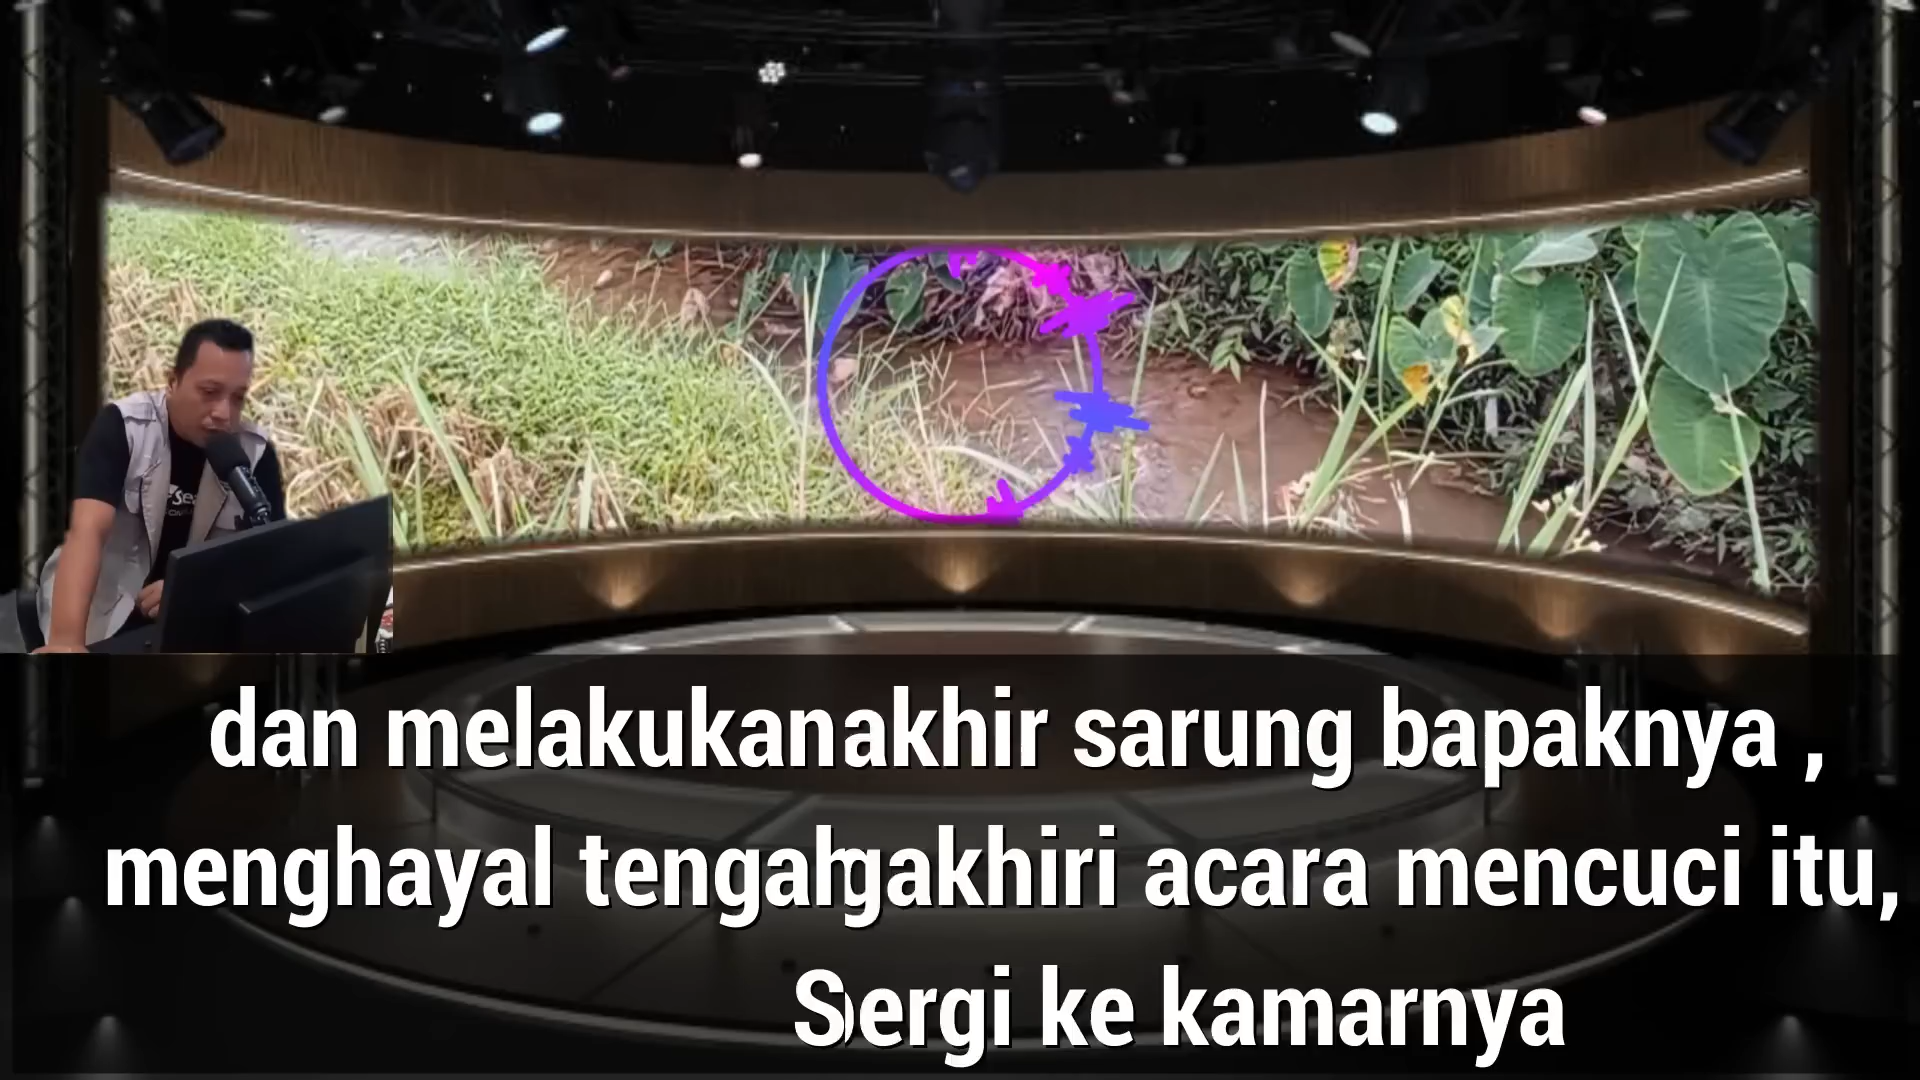 dan melakukanakhir sarung bapaknya ,
menghayal tengahgakhiri acara mencuci itu,
Sergi ke kamarnya